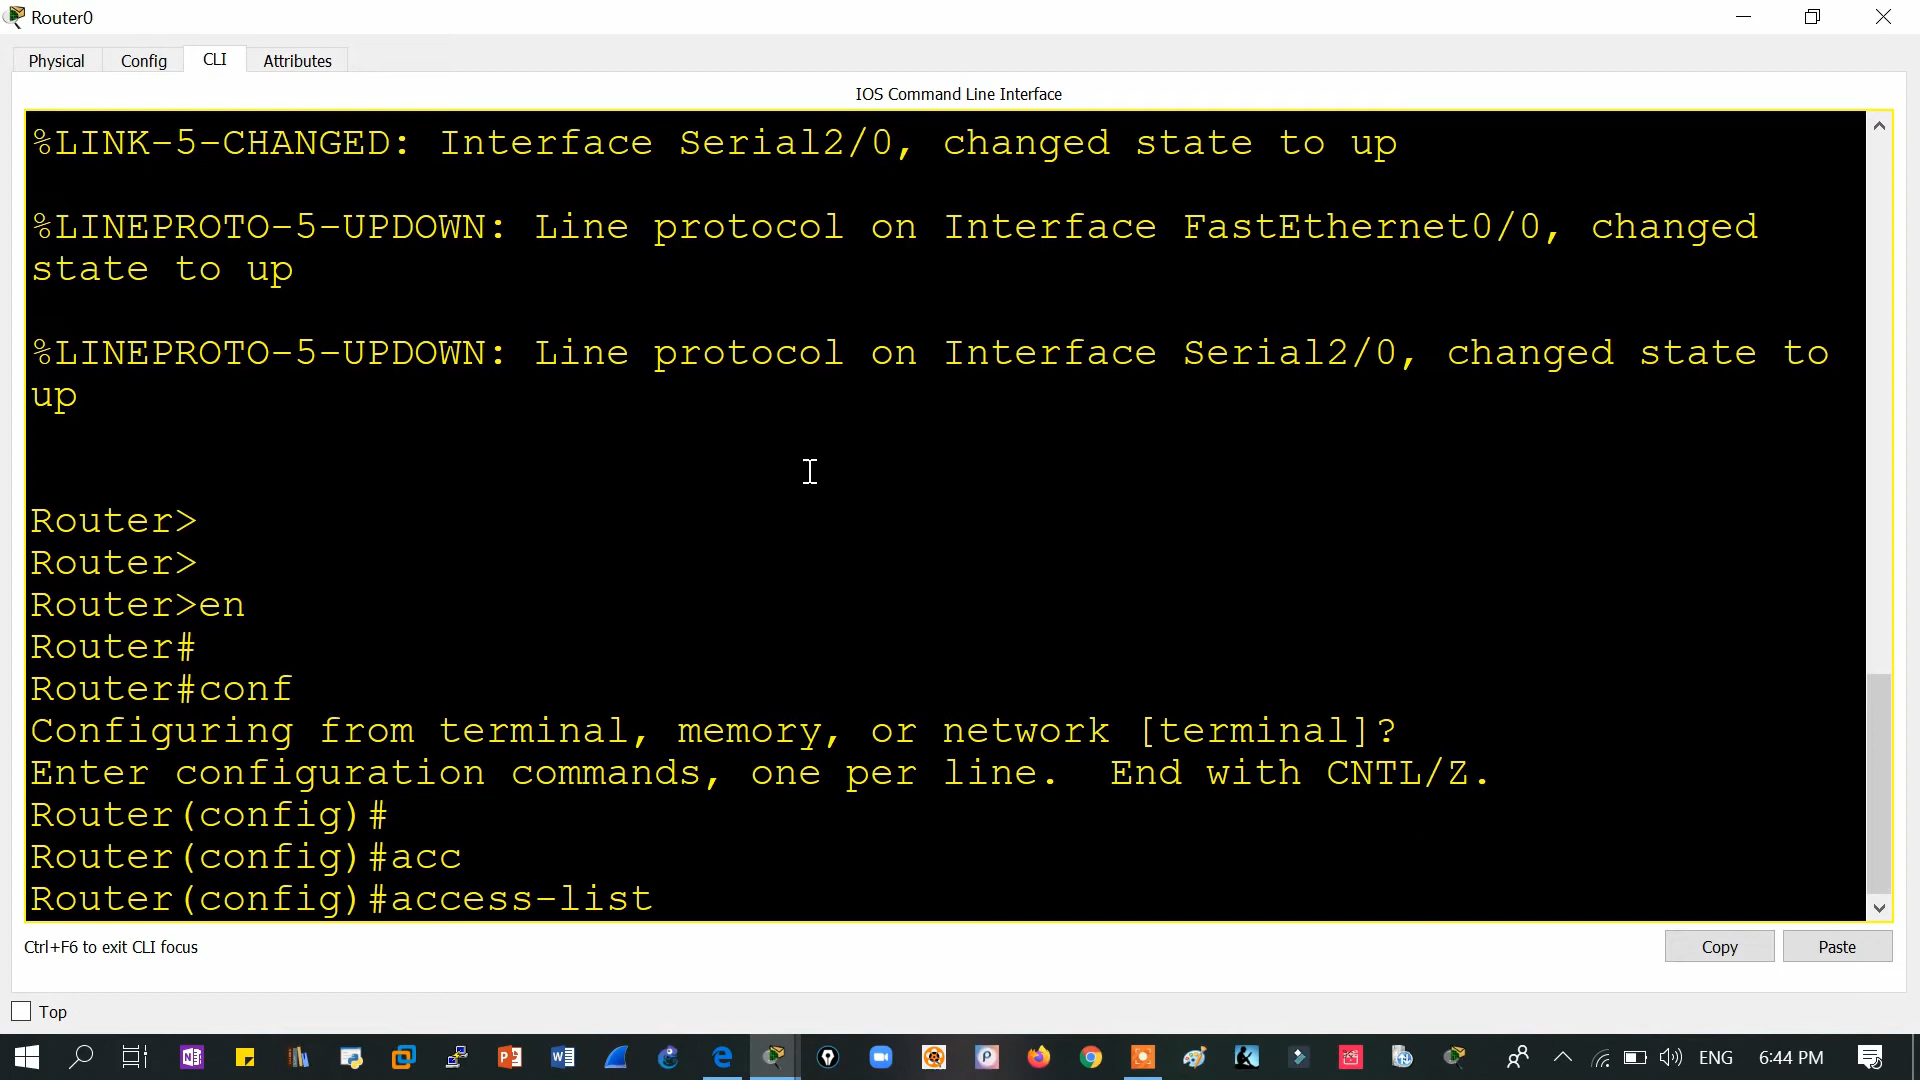 Router0
Physical
Config
CLI
Attributes
IOS Command Line Interface
%LINK-5-CHANGED: Interface Serial2/0, changed state to up
%LINEPROTO-5-UPDOWN: Line protocol on Interface FastEthernet0/0, changed
state to up
%LINEPROTO-5-UPDOWN: Line protocol on Interface Serial2/0, changed state to
up
Router>
Router>
Router>en
Router#
Router#conf
Configuring from terminal, memory, or network [terminal]?
Enter configuration commands, one per line.  End with CNTL/Z.
Router(config)#
Router(config)#acc
Router(config)#access-list
Ctrl+F6 to exit CLI focus
Copy
Paste
Top
ENG
6:44 PM